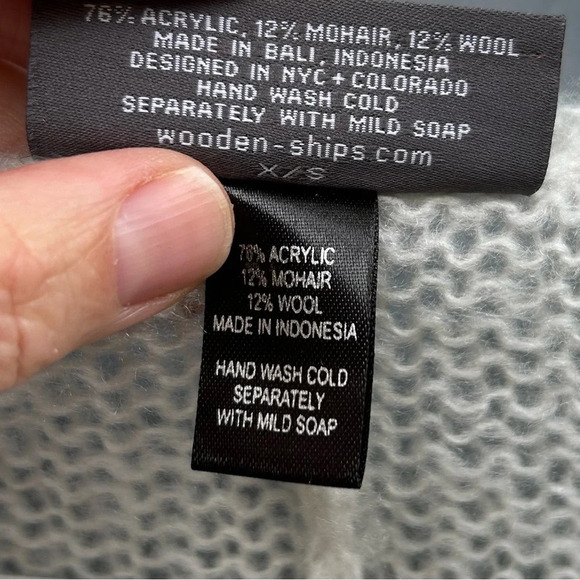 76% ACRYLIC, 12% MOHAIR, 12% WOOL
MADE IN BALI, INDONESIA
DESIGNED IN NYC + COLORADO
HAND WASH COLD
SEPARATELY WITH MILD SOAP
wooden-ships.com
X/S
76% ACRYLIC
12% MOHAIR
12% WOOL
MADE IN INDONESIA
HAND WASH COLD
SEPARATELY
WITH MILD SOAP